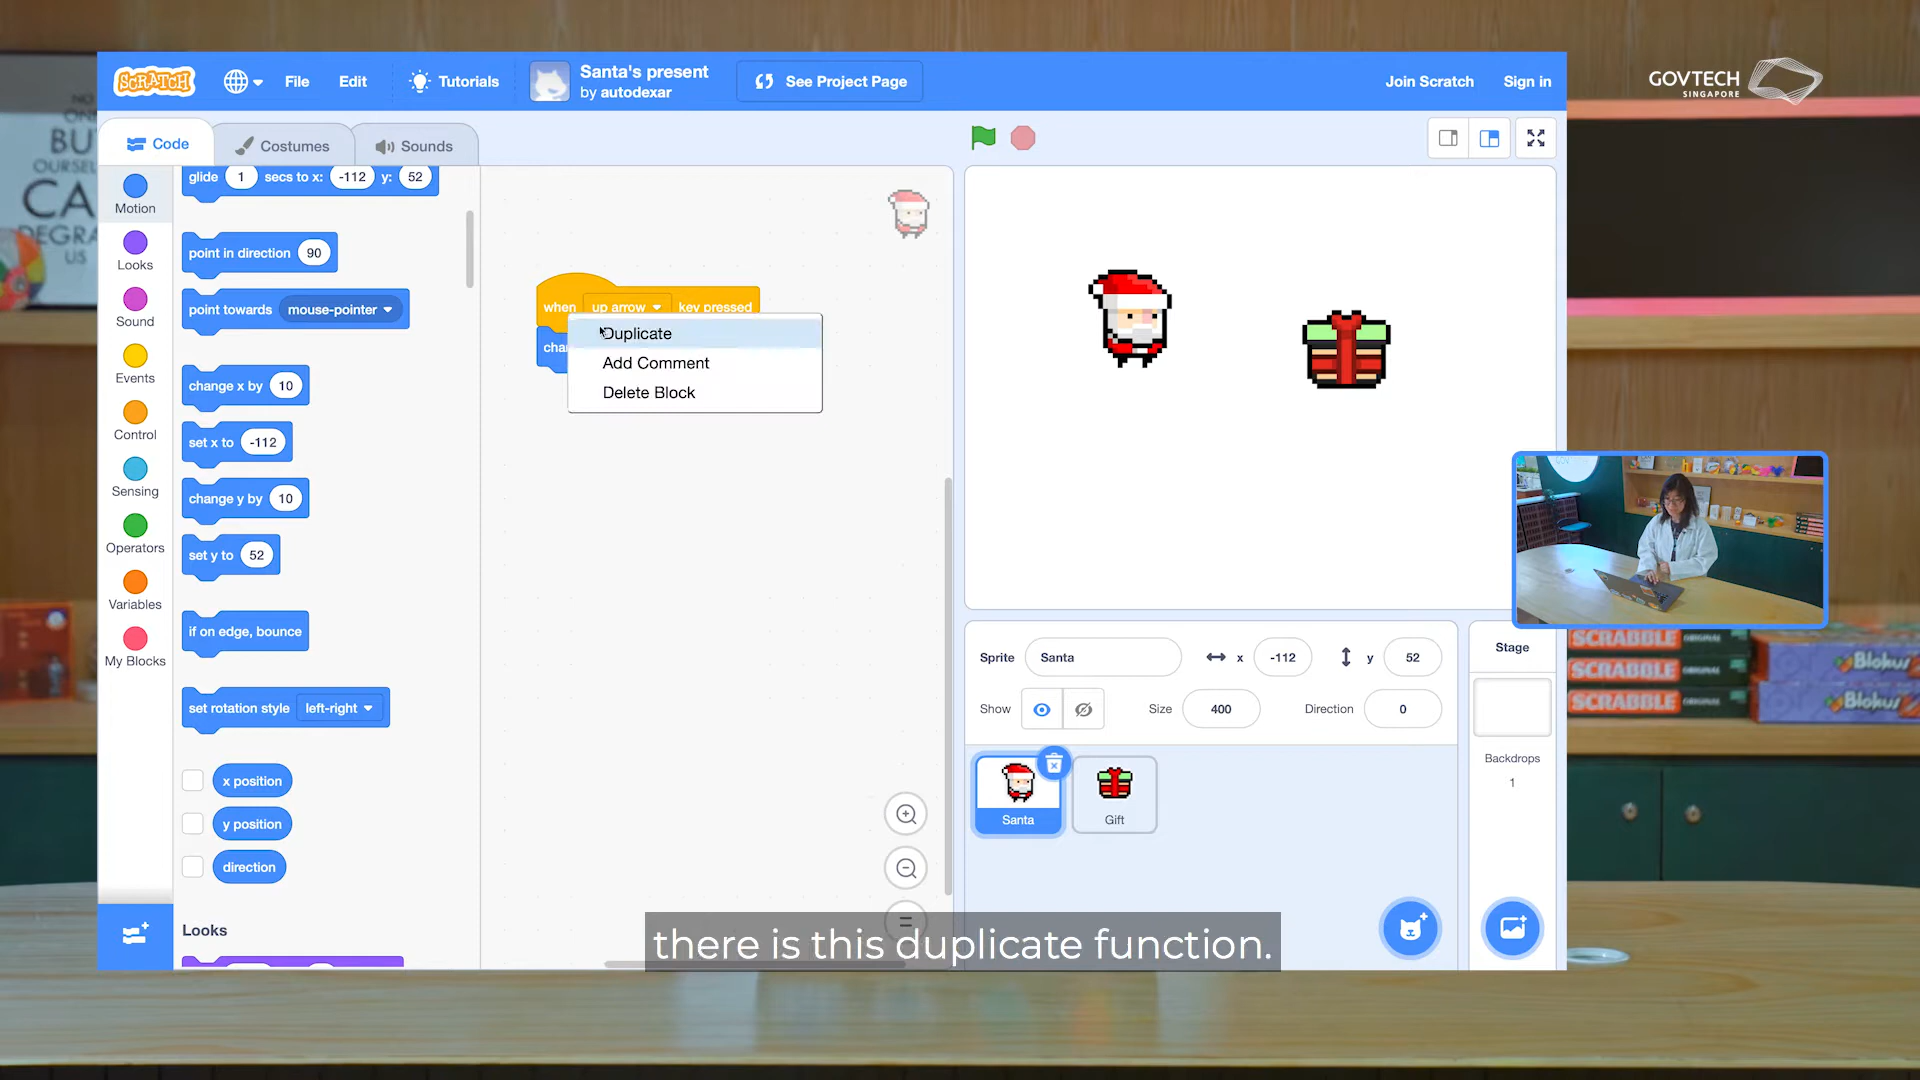 SCRATCH
File
Edit
Tutorials
Santa's present
by autodexar
See Project Page
Join Scratch
Sign in
GOVTECH
SINGAPORE
Code
Costumes
Sounds
Motion
Looks
Sound
Events
Control
Sensing
Operators
Variables
My Blocks
glide 1 secs to x: -112 y: 52
point in direction 90
point towards mouse-pointer
change x by 10
set x to -112
change y by 10
set y to 52
if on edge, bounce
set rotation style left-right
x position
y position
direction
Looks
when up arrow key pressed
Duplicate
Add Comment
Delete Block
Sprite Santa x -112 y 52
Show Size 400 Direction 0
Santa
Gift
Stage
Backdrops
1
OURSEL
CA
DEGRA
US
SCRABBLE
SCRABBLE
SCRABBLE
Blokus
Blokus
there is this duplicate function.